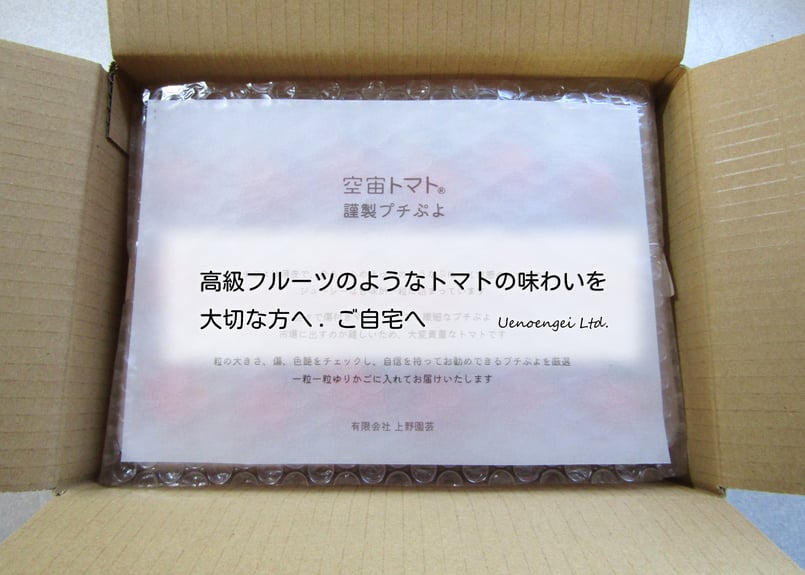 空宙トマト®
謹製プチぷよ
高級フルーツのようなトマトの味わいを
大切な方へ . ご自宅へ Uenoengei Ltd.
市場に出すのが難しいため、大変貴重なトマトです
粒の大きさ、傷、色艶をチェックし、自信を持ってお勧めできるプチぷよを厳選
一粒一粒ゆりかごに入れてお届けいたします
有限会社 上野園芸